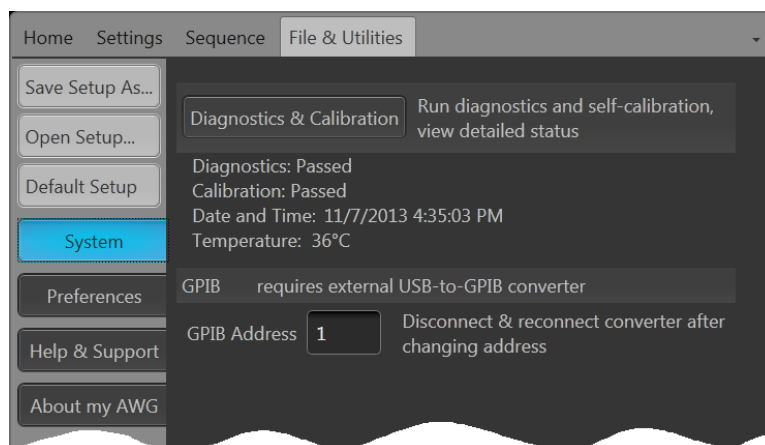 Home Settings Sequence File & Utilities
Save Setup As...
Open Setup...
Default Setup
System
Preferences
Help & Support
About my AWG
Diagnostics & Calibration
Run diagnostics and self-calibration,
view detailed status
Diagnostics: Passed
Calibration: Passed
Date and Time: 11/7/2013 4:35:03 PM
Temperature: 36°C
GPIB requires external USB-to-GPIB converter
GPIB Address 1
Disconnect & reconnect converter after
changing address